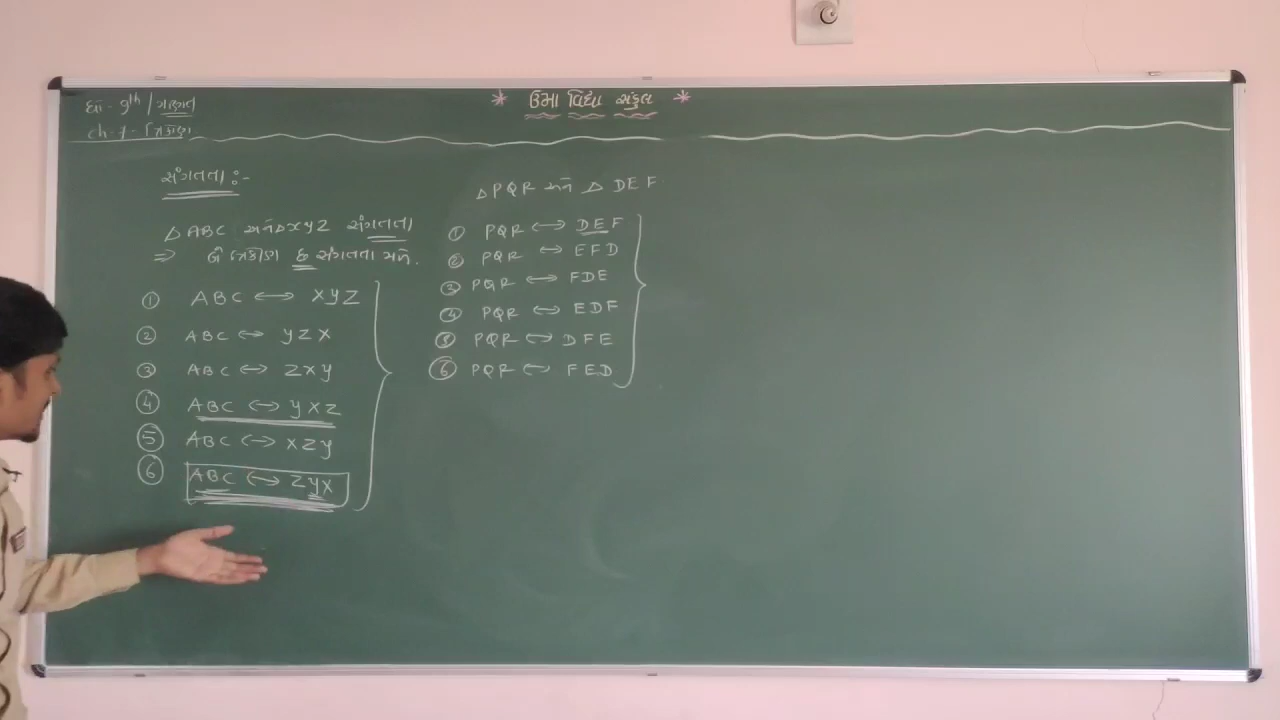 ધો - 9th / ગણિત
ch-7 - ત્રિકોણ
* ઉમા વિદ્યા સંકુલ *
સંગતતા :-
△ ABC અને △ XYZ સંગતતા
⇒ બે ત્રિકોણ છ સંગતતા મળે.
① ABC ↔ XYZ
② ABC ↔ YZX
③ ABC ↔ ZXY
④ ABC ↔ YXZ
⑤ ABC ↔ XZY
⑥ ABC ↔ ZYX
△ PQR અને △ DEF
① PQR ↔ DEF
② PQR ↔ EFD
③ PQR ↔ FDE
④ PQR ↔ EDF
⑤ PQR ↔ DFE
⑥ PQR ↔ FED